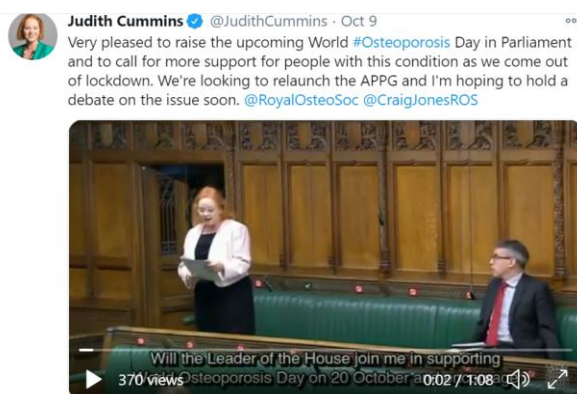 Judith Cummins @JudithCummins · Oct 9
Very pleased to raise the upcoming World #Osteoporosis Day in Parliament
and to call for more support for people with this condition as we come out
of lockdown. We're looking to relaunch the APPG and I'm hoping to hold a
debate on the issue soon. @RoyalOsteoSoc @CraigJonesROS
Will the Leader of the House join me in supporting
World Osteoporosis Day on 20 October
370 views
0:02 / 1:08